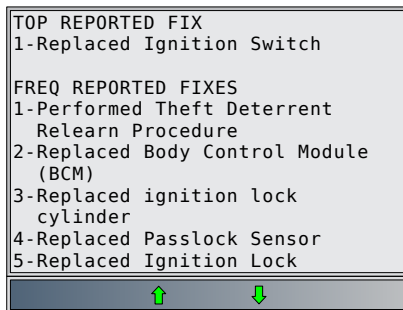 TOP REPORTED FIX
1-Replaced Ignition Switch
FREQ REPORTED FIXES
1-Performed Theft Deterrent
Relearn Procedure
2-Replaced Body Control Module
(BCM)
3-Replaced ignition lock
cylinder
4-Replaced Passlock Sensor
5-Replaced Ignition Lock